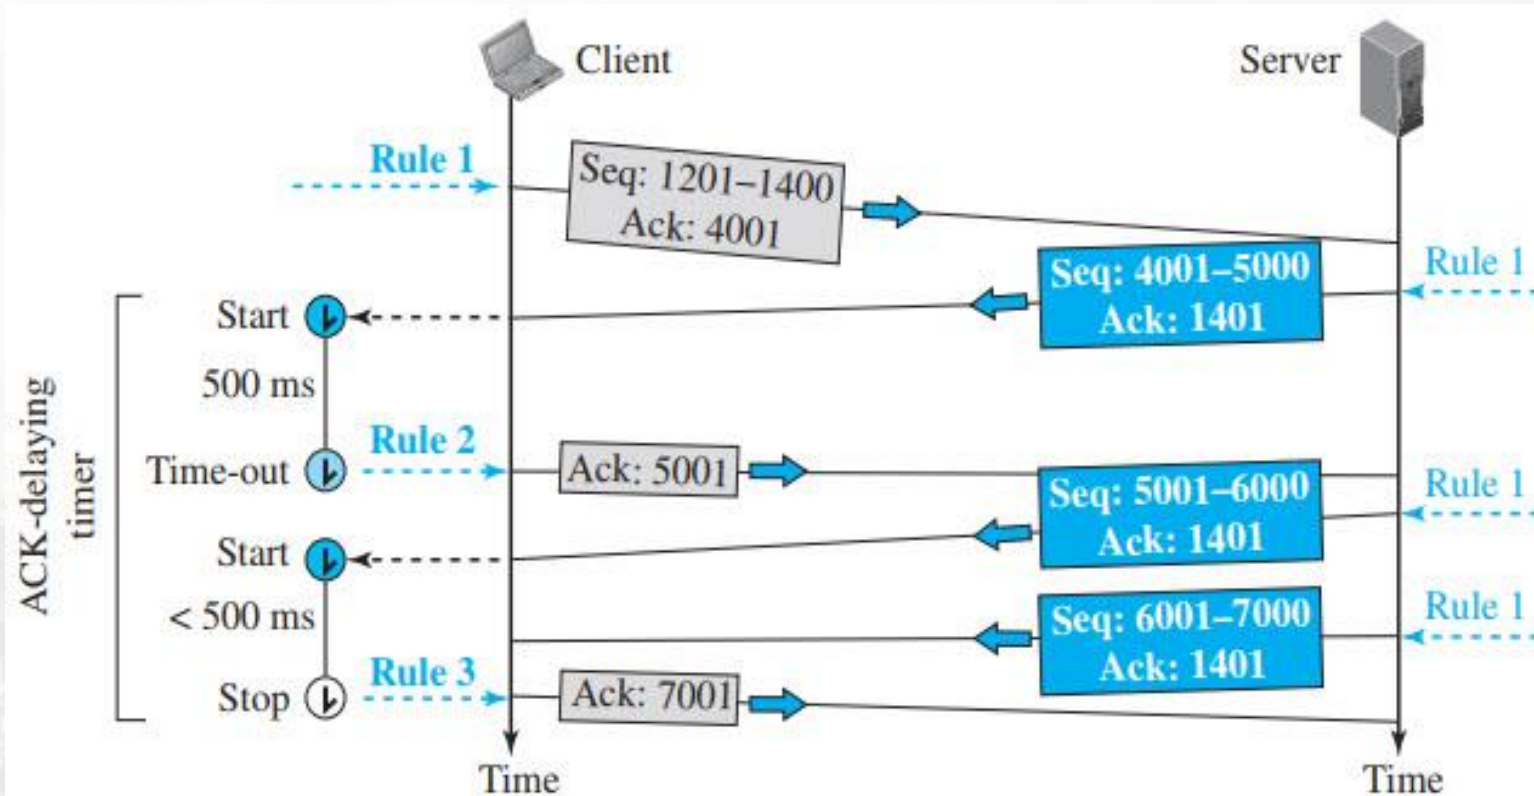 Client
Server
Rule 1
Seq: 1201–1400
Ack: 4001
Seq: 4001–5000
Ack: 1401
Rule 1
Start
500 ms
Time-out
Rule 2
Ack: 5001
Seq: 5001–6000
Ack: 1401
Rule 1
ACK-delaying
timer
Start
< 500 ms
Seq: 6001–7000
Ack: 1401
Rule 1
Stop
Rule 3
Ack: 7001
Time
Time